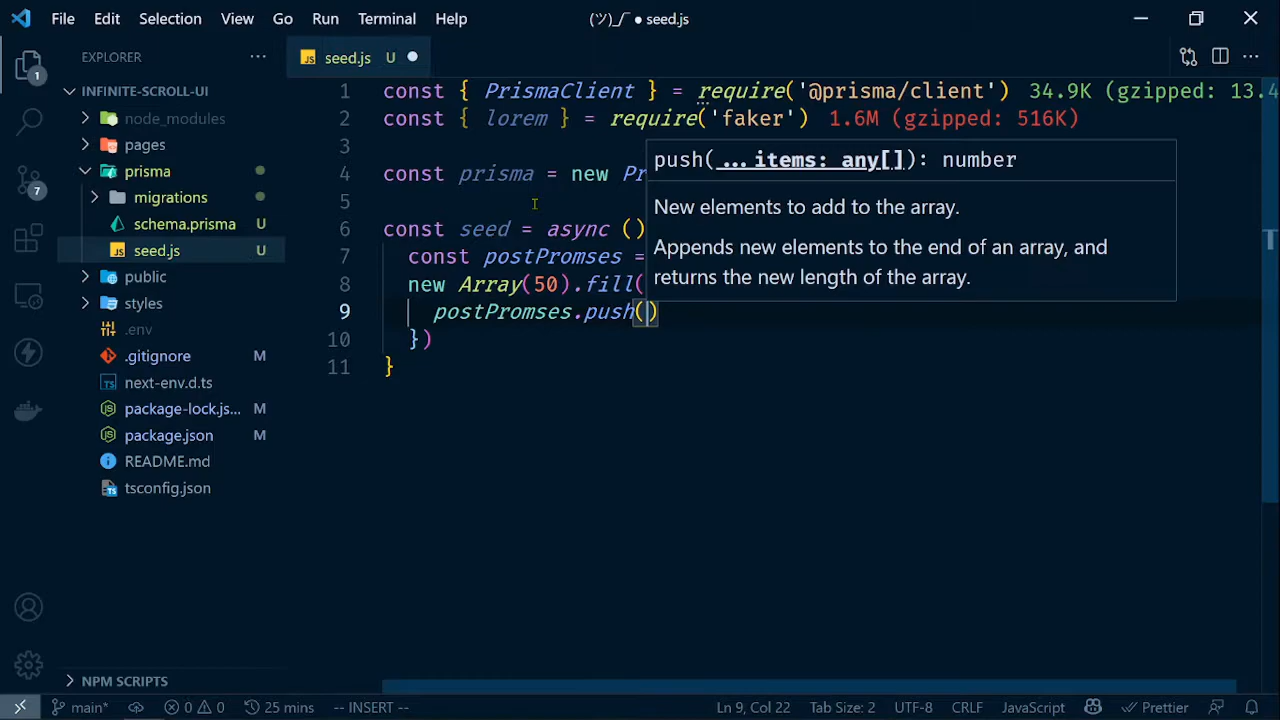 File Edit Selection View Go Run Terminal Help
(ツ)_/¯ ● seed.js
EXPLORER
INFINITE-SCROLL-UI
node_modules
pages
prisma
migrations
schema.prisma U
seed.js U
public
styles
.env
.gitignore M
next-env.d.ts
package-lock.js... M
package.json M
README.md
tsconfig.json
NPM SCRIPTS
1
7
JS seed.js U
1 const { PrismaClient } = require('@prisma/client') 34.9K (gzipped: 13.4
2 const { lorem } = require('faker') 1.6M (gzipped: 516K)
3
4 const prisma = new Pr
5
6 const seed = async ()
7 const postPromses =
8 new Array(50).fill(
9 postPromses.push()
10 })
11 }
push(...items: any[]): number
New elements to add to the array.
Appends new elements to the end of an array, and
returns the new length of the array.
main* 0 0 25 mins -- INSERT -- Ln 9, Col 22 Tab Size: 2 UTF-8 CRLF JavaScript Prettier